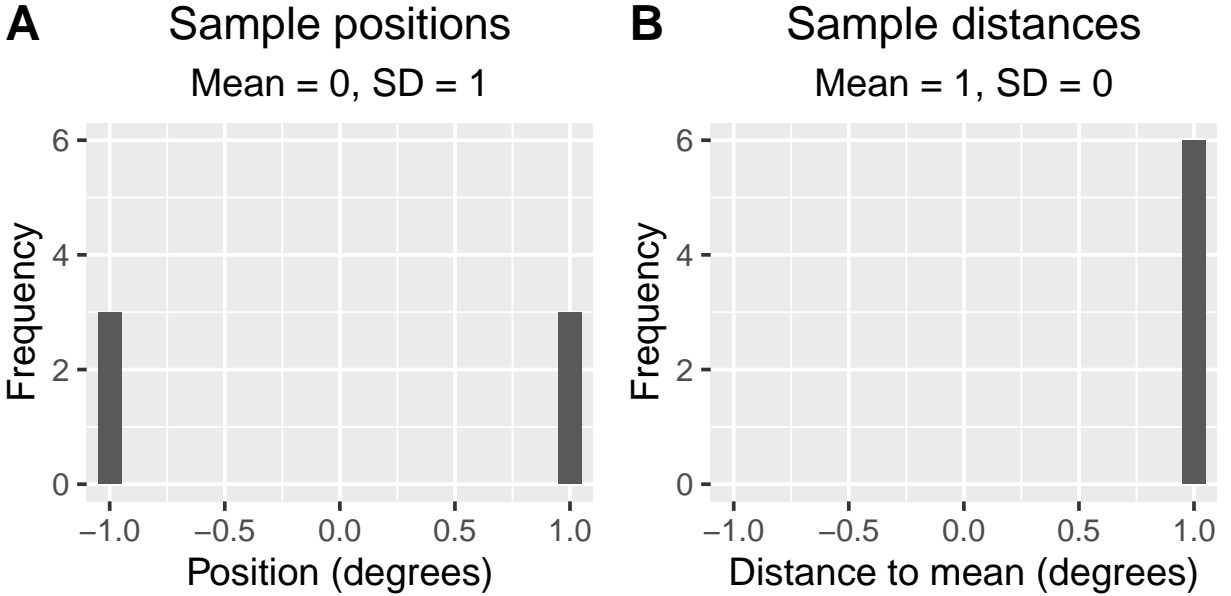 A
Sample positions
Mean = 0, SD = 1
Frequency
6
4
2
0
−1.0 −0.5 0.0 0.5 1.0
Position (degrees)
B
Sample distances
Mean = 1, SD = 0
Frequency
6
4
2
0
−1.0 −0.5 0.0 0.5 1.0
Distance to mean (degrees)